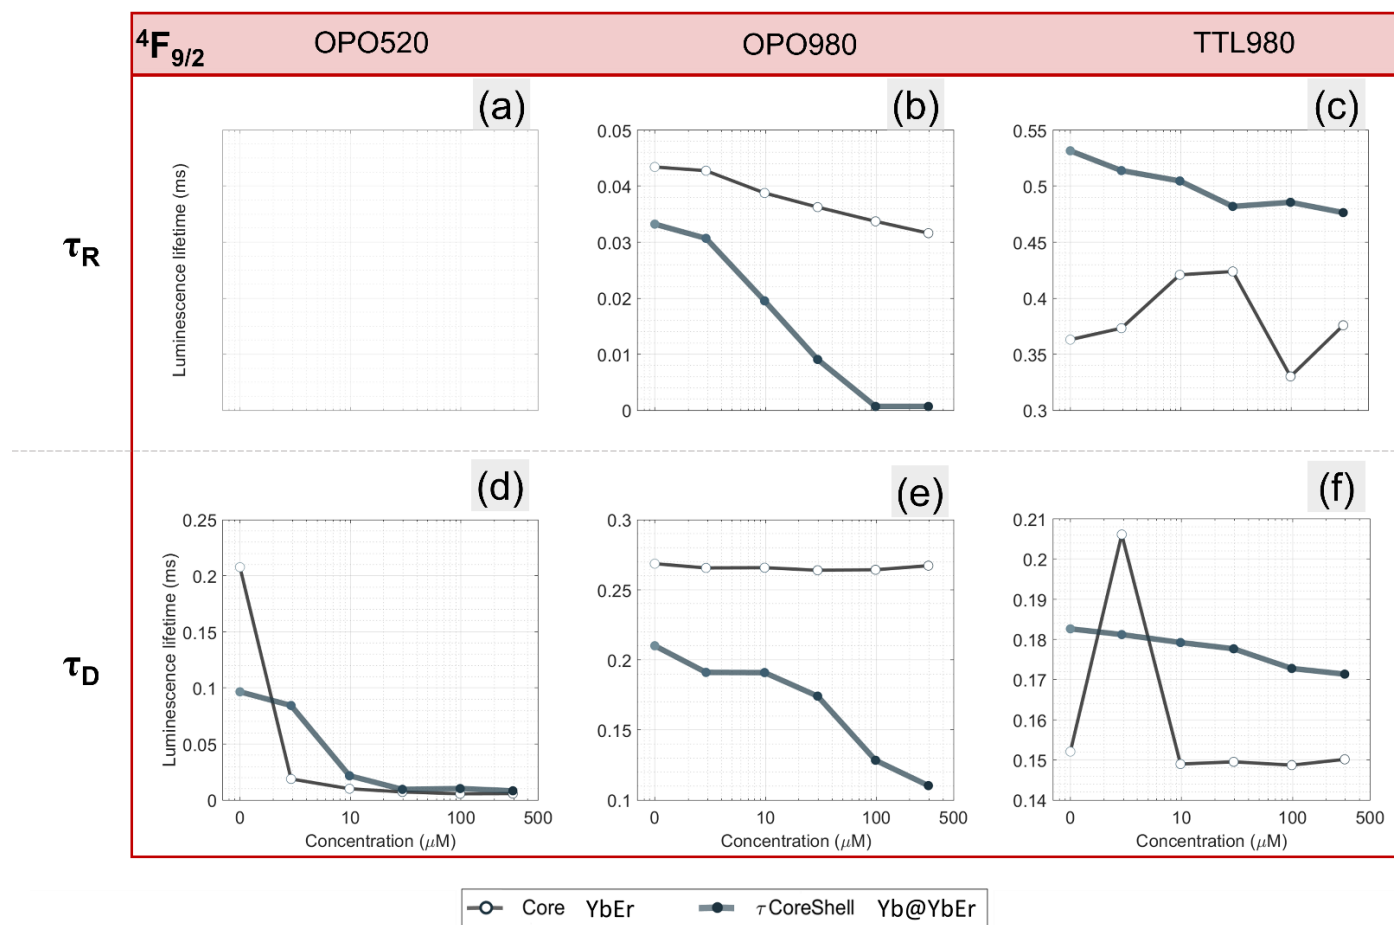 ⁴F9/2 OPO520 OPO980 TTL980
τR
(a)
Luminescence lifetime (ms)
(b)
0.05
0.04
0.03
0.02
0.01
0
(c)
0.55
0.5
0.45
0.4
0.35
0.3
τD
(d)
Luminescence lifetime (ms)
0.25
0.2
0.15
0.1
0.05
0
0 10 100 500
Concentration (μM)
(e)
0.3
0.25
0.2
0.15
0.1
0 10 100 500
Concentration (μM)
(f)
0.21
0.2
0.19
0.18
0.17
0.16
0.15
0.14
0 10 100 500
Concentration (μM)
Core YbEr τ CoreShell Yb@YbEr